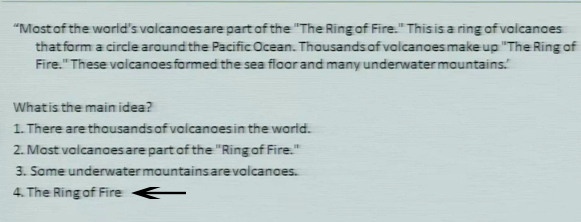 "Most of the world's volcanoes are part of the "The Ring of Fire." This is a ring of volcanoes
that form a circle around the Pacific Ocean. Thousands of volcanoes make up "The Ring of
Fire." These volcanoes formed the sea floor and many underwater mountains."
What is the main idea?
1. There are thousands of volcanoes in the world.
2. Most volcanoes are part of the "Ring of Fire."
3. Some underwater mountains are volcanoes.
4. The Ring of Fire